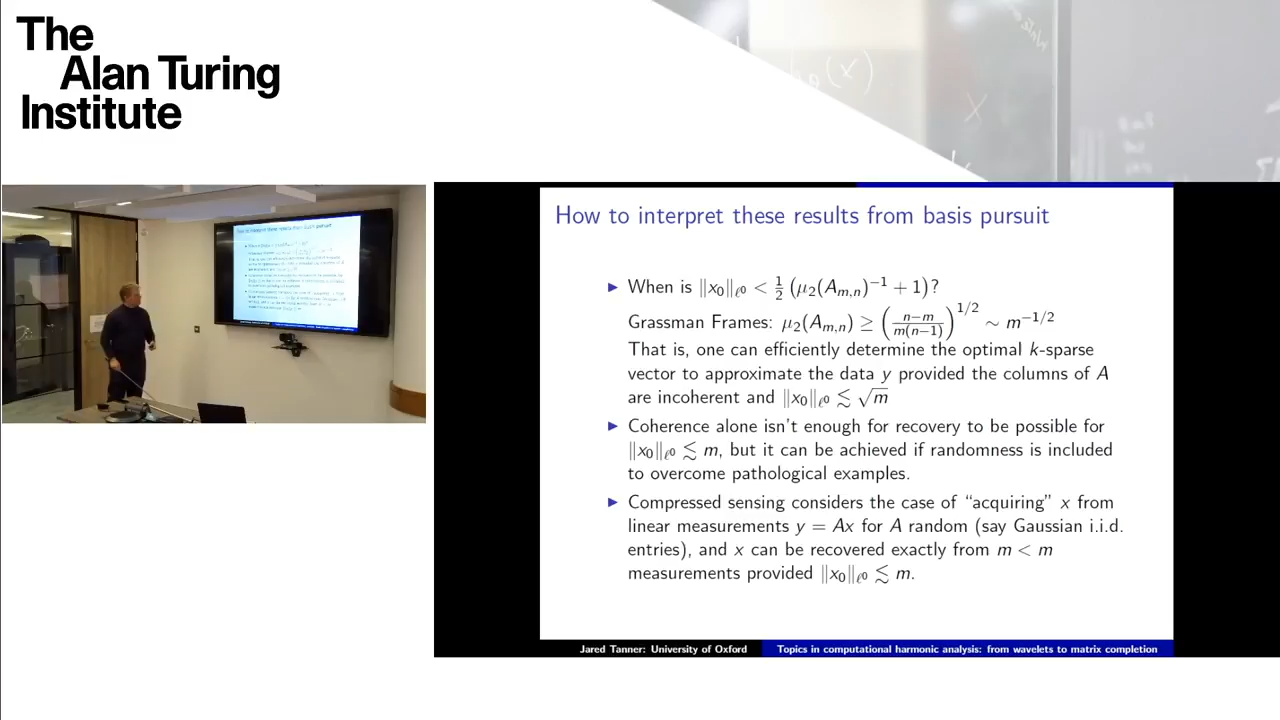 The
Alan Turing
Institute
How to interpret these results from basis pursuit
When is ‖x₀‖ℓ⁰ < ½ (μ₂(Aₘ,ₙ)⁻¹ + 1)?
Grassman Frames: μ₂(Aₘ,ₙ) ≥ ((n−m)/(m(n−1)))^{1/2} ∼ m^{−1/2}
That is, one can efficiently determine the optimal k-sparse
vector to approximate the data y provided the columns of A
are incoherent and ‖x₀‖ℓ⁰ ≲ √m
Coherence alone isn't enough for recovery to be possible for
‖x₀‖ℓ⁰ ≲ m, but it can be achieved if randomness is included
to overcome pathological examples.
Compressed sensing considers the case of “acquiring” x from
linear measurements y = Ax for A random (say Gaussian i.i.d.
entries), and x can be recovered exactly from m < m
measurements provided ‖x₀‖ℓ⁰ ≲ m.
Jared Tanner: University of Oxford
Topics in computational harmonic analysis: from wavelets to matrix completion